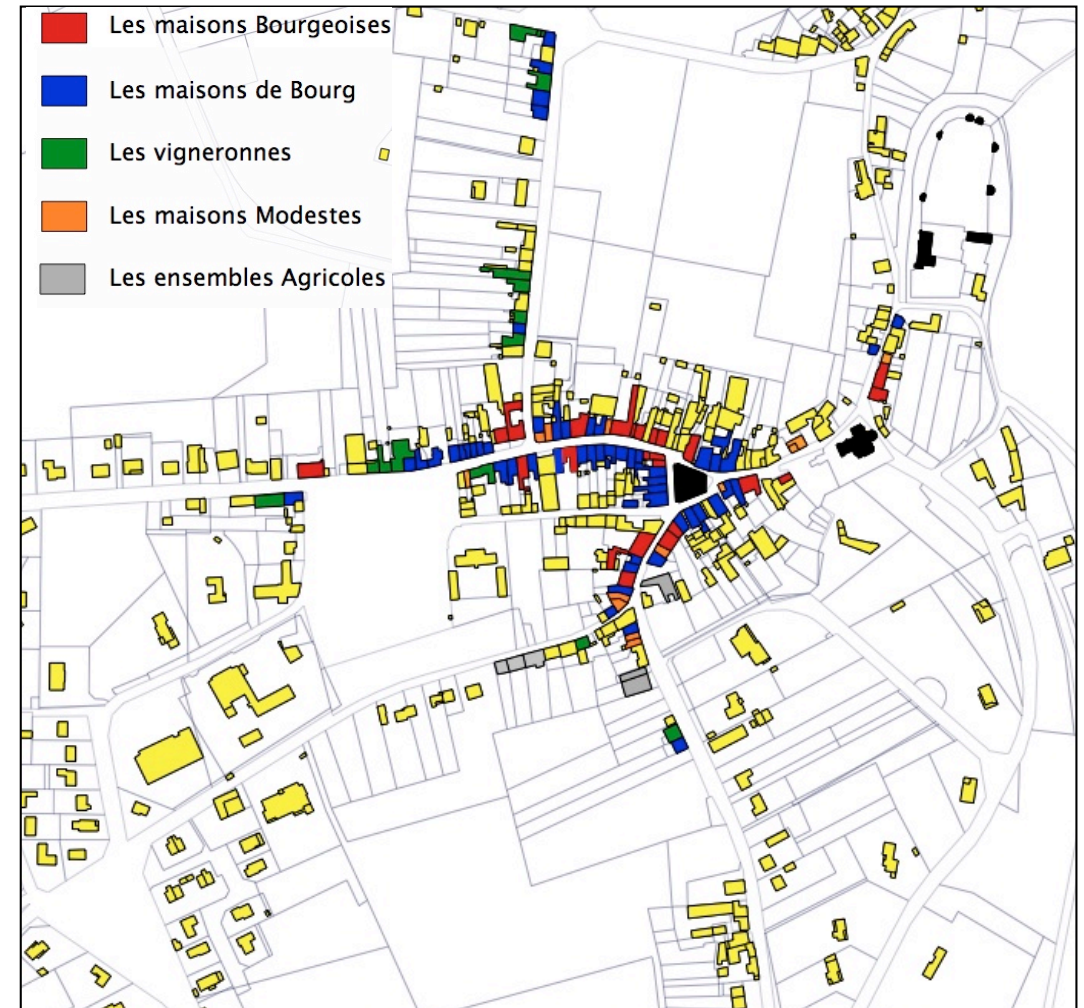 Les maisons Bourgeoises
Les maisons de Bourg
Les vigneronnes
Les maisons Modestes
Les ensembles Agricoles